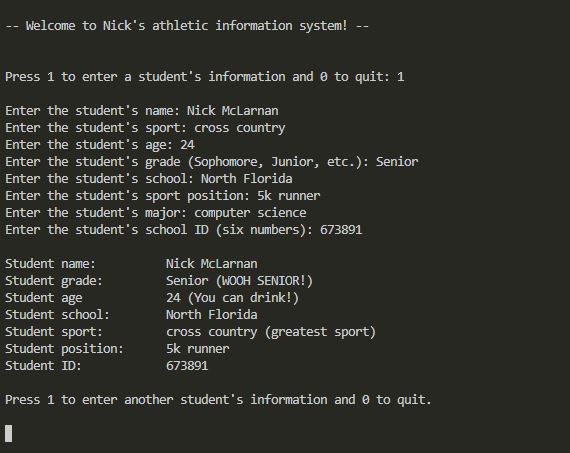 -- Welcome to Nick's athletic information system! --
Press 1 to enter a student's information and 0 to quit: 1
Enter the student's name: Nick McLarnan
Enter the student's sport: cross country
Enter the student's age: 24
Enter the student's grade (Sophomore, Junior, etc.): Senior
Enter the student's school: North Florida
Enter the student's sport position: 5k runner
Enter the student's major: computer science
Enter the student's school ID (six numbers): 673891
Student name: Nick McLarnan
Student grade: Senior (WOOH SENIOR!)
Student age 24 (You can drink!)
Student school: North Florida
Student sport: cross country (greatest sport)
Student position: 5k runner
Student ID: 673891
Press 1 to enter another student's information and 0 to quit.